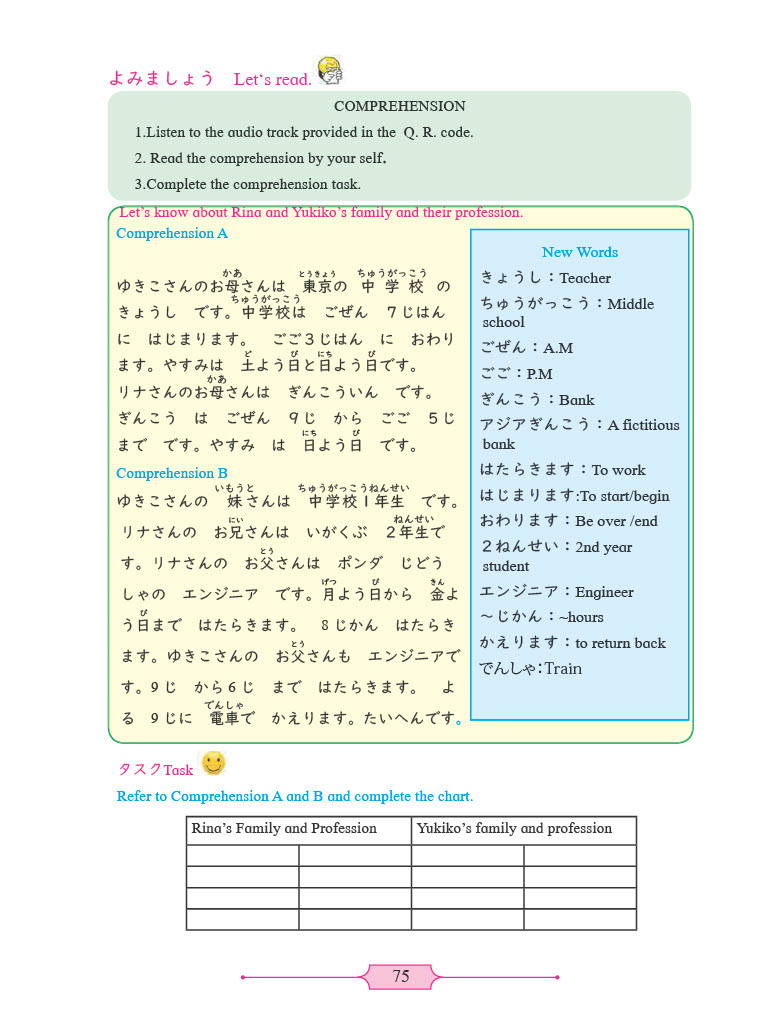 よみましょう Let‘s read.
COMPREHENSION
1.Listen to the audio track provided in the Q. R. code.
2. Read the comprehension by your self.
3.Complete the comprehension task.
Let’s know about Rina and Yukiko’s family and their profession.
Comprehension A
かあ とうきょう ちゅうがっこう
ゆきこさんのお母さんは 東京の 中 学 校 の
ちゅうがっこう
きょうし です。中学校は ごぜん 7じはん
に はじまります。 ごご3じはん に おわり
ど び にち び
ます。やすみは 土よう日と日よう日です。
かあ
リナさんのお母さんは ぎんこういん です。
ぎんこう は ごぜん 9じ から ごご 5じ
にち び
まで です。やすみ は 日よう日 です。
Comprehension B
いもうと ちゅうがっこうねんせい
ゆきこさんの 妹さんは 中学校1年生 です。
にい ねんせい
リナさんの お兄さんは いがくぶ 2年生で
とう
す。リナさんの お父さんは ポンダ じどう
げつ び きん
しゃの エンジニア です。月よう日から 金よ
び
う日まで はたらきます。 8じかん はたらき
とう
ます。ゆきこさんの お父さんも エンジニアで
す。9じ から6じ まで はたらきます。 よ
でんしゃ
る 9じに 電車で かえります。たいへんです。
New Words
きょうし：Teacher
ちゅうがっこう：Middle
school
ごぜん：A.M
ごご：P.M
ぎんこう：Bank
アジアぎんこう：A fictitious
bank
はたらきます：To work
はじまります:To start/begin
おわります：Be over /end
２ねんせい：2nd year
student
エンジニア：Engineer
～じかん：~hours
かえります：to return back
でんしゃ：Train
タスクTask
Refer to Comprehension A and B and complete the chart.
Rina’s Family and Profession
Yukiko’s family and profession
75